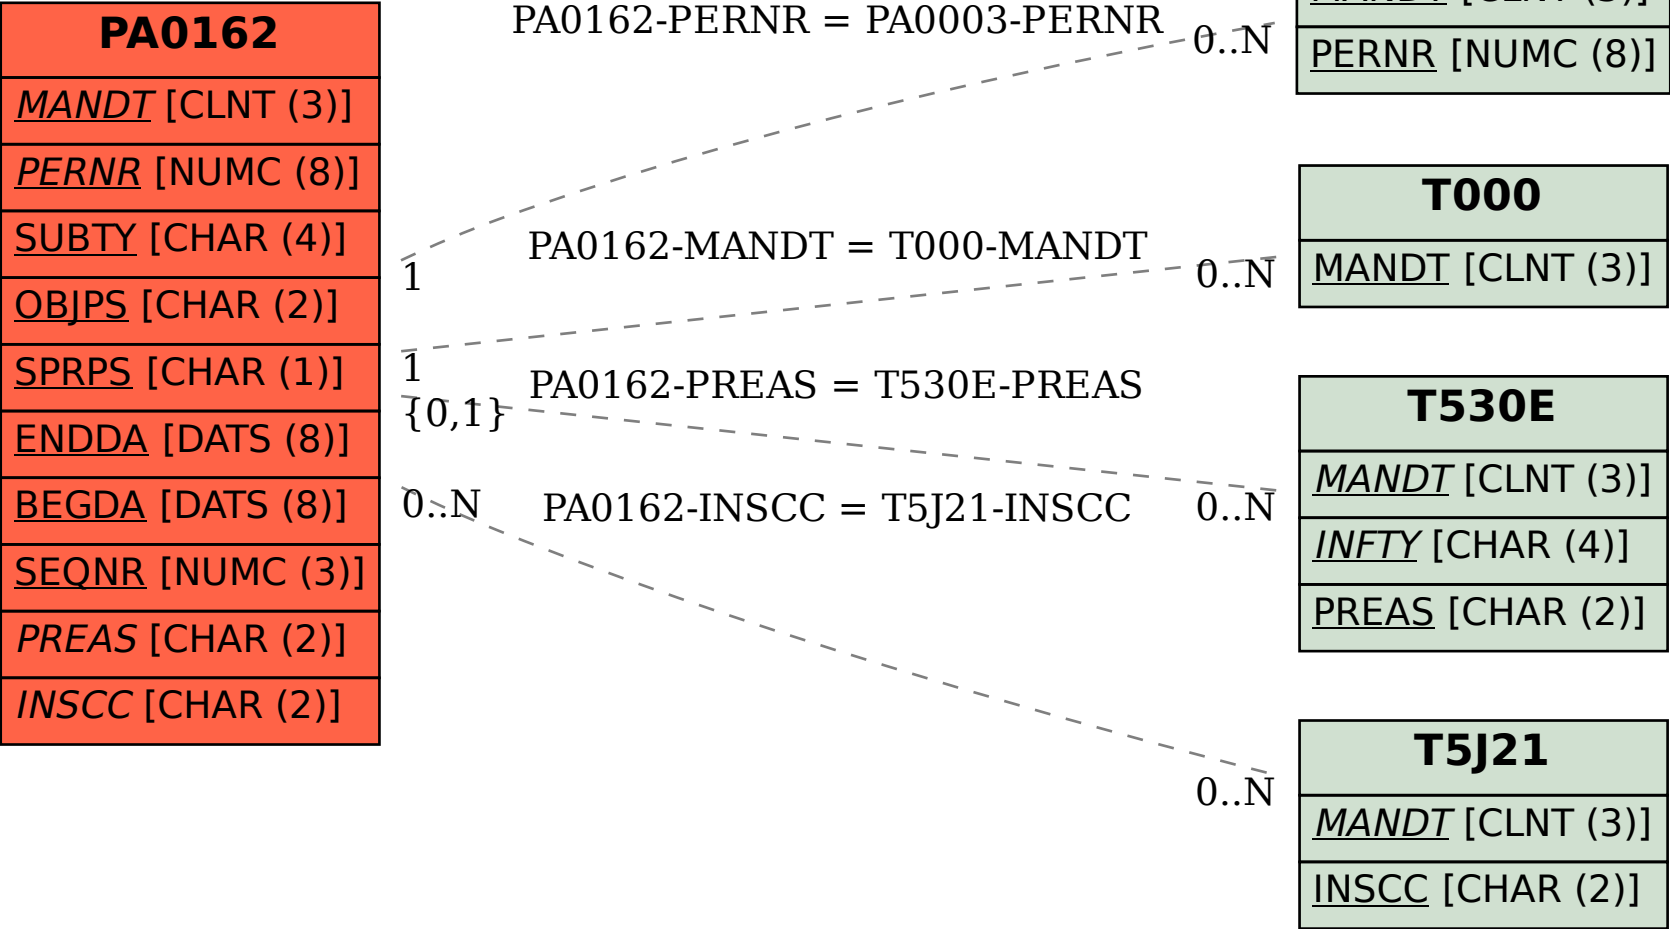 PA0162
MANDT [CLNT (3)]
PERNR [NUMC (8)]
SUBTY [CHAR (4)]
OBJPS [CHAR (2)]
SPRPS [CHAR (1)]
ENDDA [DATS (8)]
BEGDA [DATS (8)]
SEQNR [NUMC (3)]
PREAS [CHAR (2)]
INSCC [CHAR (2)]
PA0162-PERNR = PA0003-PERNR
0..N
1
PA0162-MANDT = T000-MANDT
0..N
1
PA0162-PREAS = T530E-PREAS
{0,1}
0..N
PA0162-INSCC = T5J21-INSCC
0..N
0..N
PERNR [NUMC (8)]
T000
MANDT [CLNT (3)]
T530E
MANDT [CLNT (3)]
INFTY [CHAR (4)]
PREAS [CHAR (2)]
T5J21
MANDT [CLNT (3)]
INSCC [CHAR (2)]